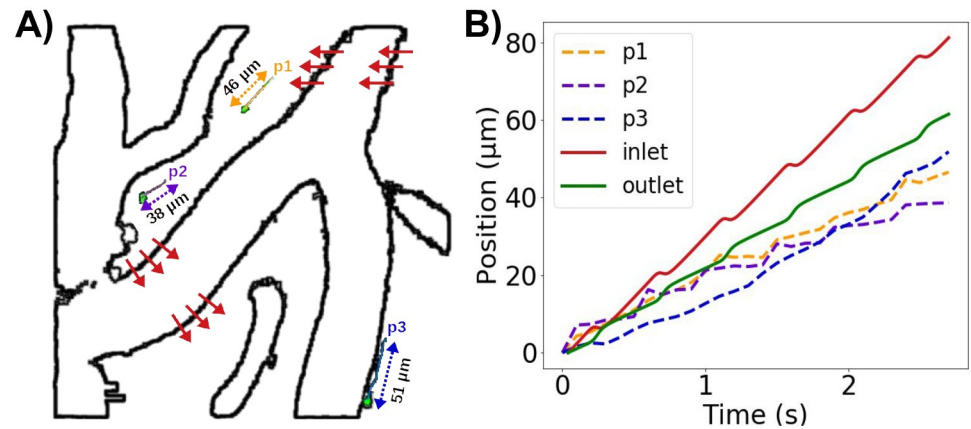 A)
p1
46 µm
p2
38 µm
p3
51 µm
B)
Position (µm)
80
60
40
20
0
p1
p2
p3
inlet
outlet
0
1
2
Time (s)